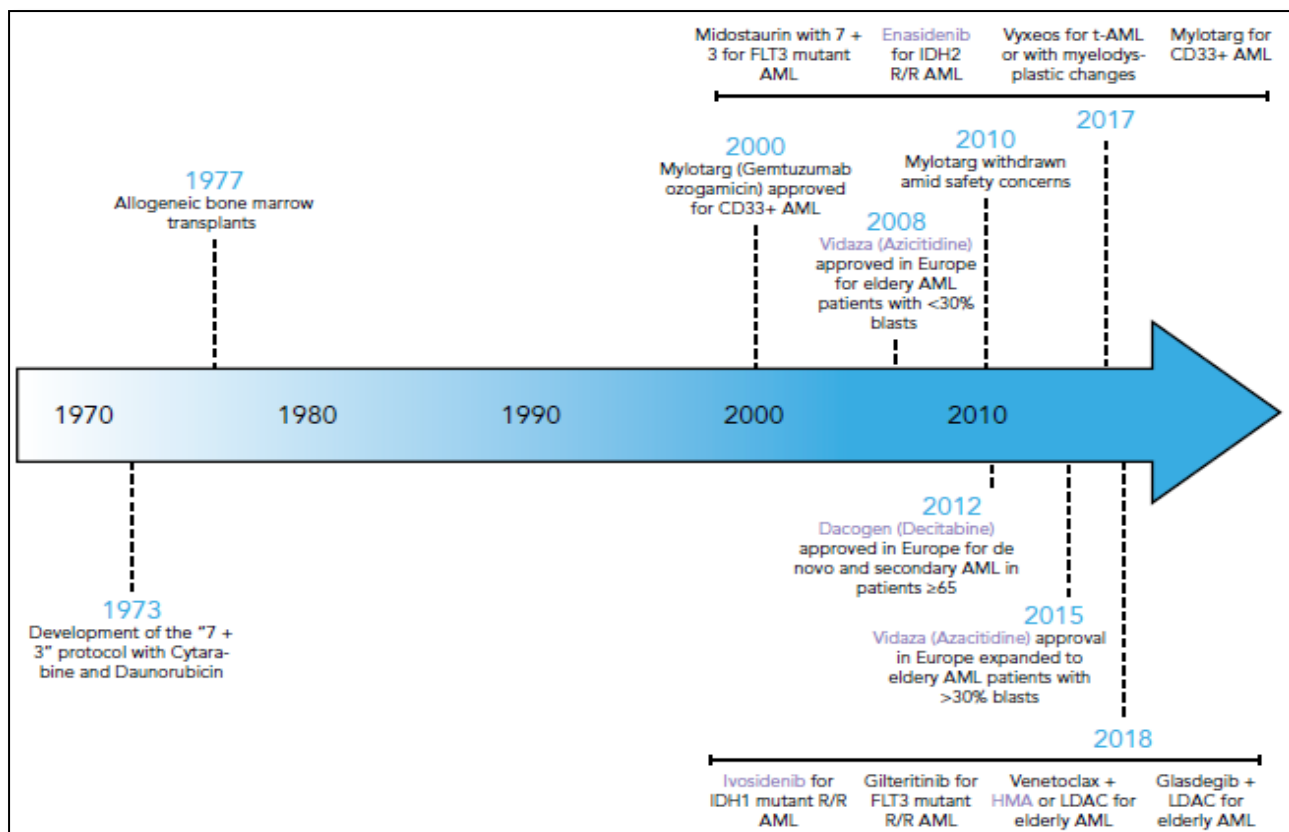 Midostaurin with 7 +
3 for FLT3 mutant
AML
Enasidenib
for IDH2
R/R AML
Vyxeos for t-AML
or with myelodys-
plastic changes
Mylotarg for
CD33+ AML
2017
2000
Mylotarg (Gemtuzumab
ozogamicin) approved
for CD33+ AML
2010
Mylotarg withdrawn
amid safety concerns
1977
Allogeneic bone marrow
transplants
2008
Vidaza (Azicitidine)
approved in Europe
for eldery AML
patients with <30%
blasts
1970
1980
1990
2000
2010
1973
Development of the "7 +
3" protocol with Cytara-
bine and Daunorubicin
2012
Dacogen (Decitabine)
approved in Europe for de
novo and secondary AML in
patients ≥65
2015
Vidaza (Azacitidine) approval
in Europe expanded to
eldery AML patients with
>30% blasts
2018
Ivosidenib for
IDH1 mutant R/R
AML
Gilteritinib for
FLT3 mutant
R/R AML
Venetoclax +
HMA or LDAC for
elderly AML
Glasdegib +
LDAC for
elderly AML